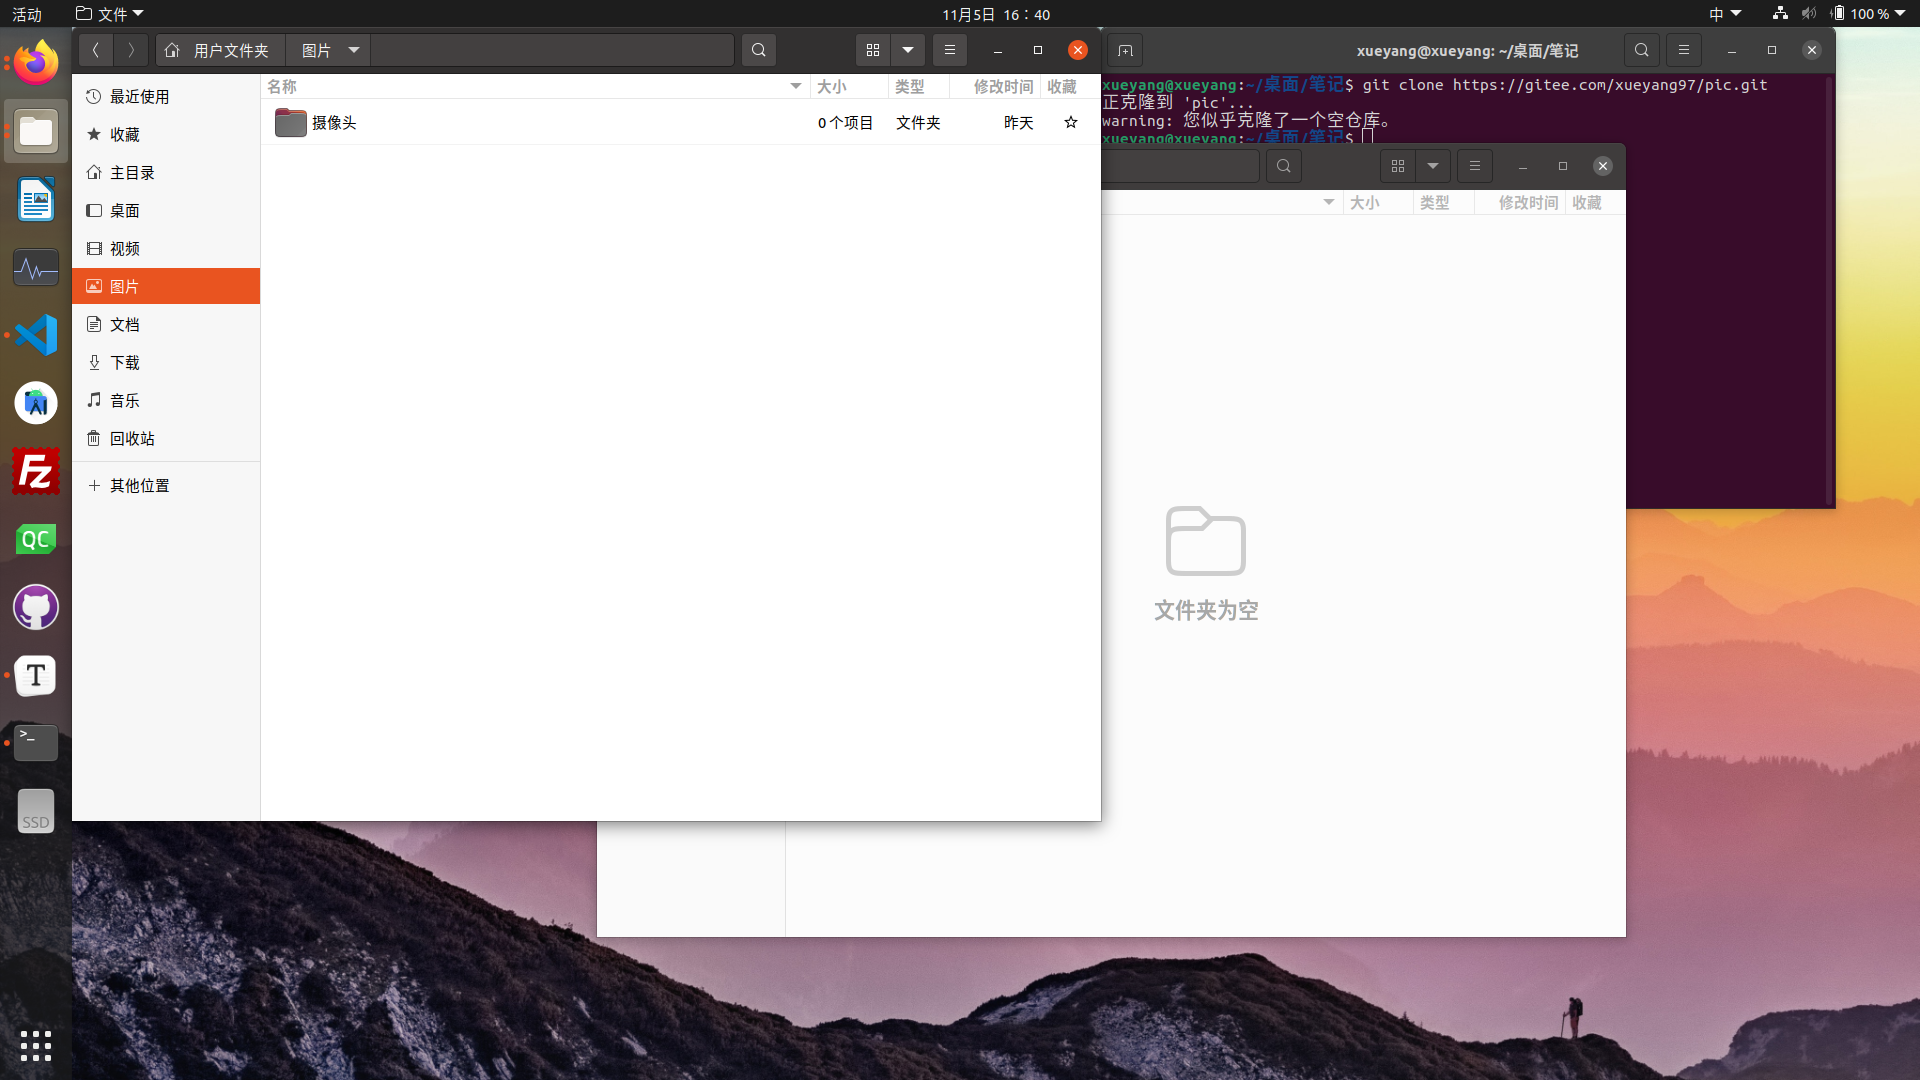 活动 文件 11月5日 16：40 中 100 %
用户文件夹 图片
xueyang@xueyang: ~/桌面/笔记
名称 大小 类型 修改时间 收藏
摄像头 0 个项目 文件夹 昨天
最近使用
收藏
主目录
桌面
视频
图片
文档
下载
音乐
回收站
其他位置
xueyang@xueyang:~/桌面/笔记$ git clone https://gitee.com/xueyang97/pic.git
正克隆到 'pic'...
warning: 您似乎克隆了一个空仓库。
xueyang@xueyang:~/桌面/笔记$
大小 类型 修改时间 收藏
文件夹为空
AI
Fz
QC
T
>_
SSD